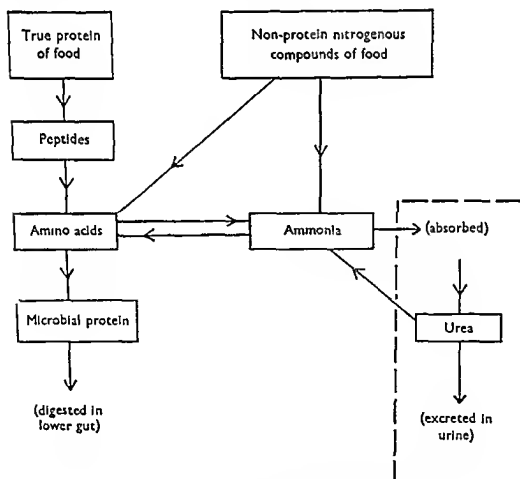 True protein
of food
Non-protein nitrogenous
compounds of food
Peptides
Amino acids
Ammonia
(absorbed)
Microbial protein
Urea
(digested in
lower gut)
(excreted in
urine)